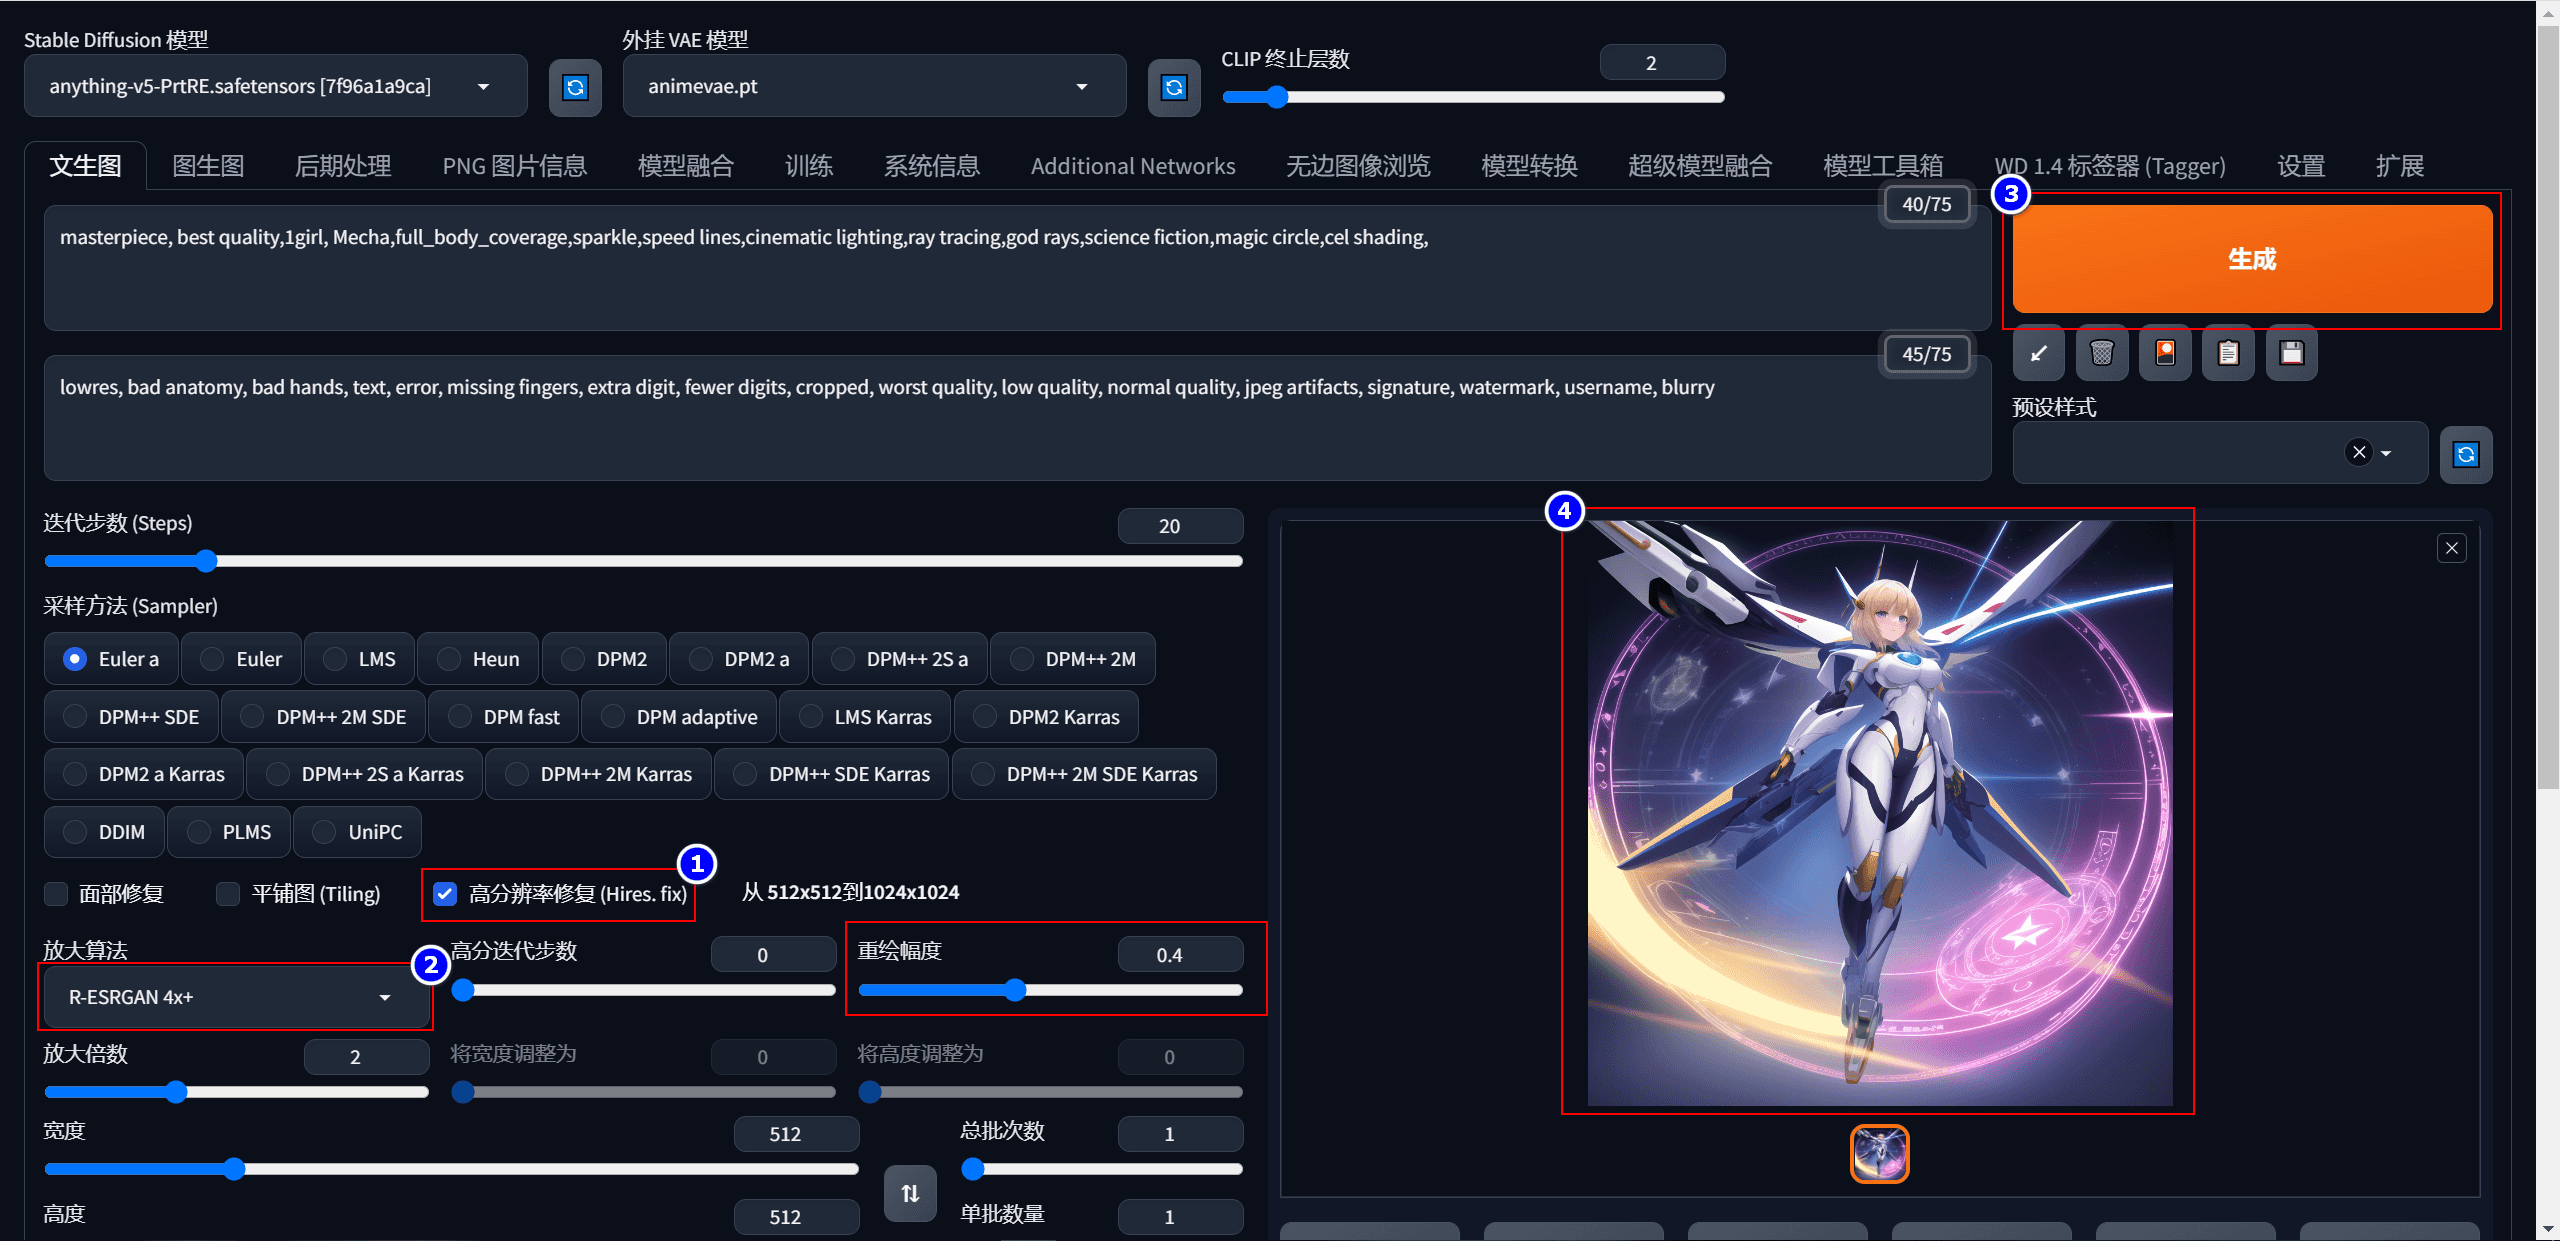 Stable Diffusion 模型
外挂 VAE 模型
CLIP 终止层数
2
anything-v5-PrtRE.safetensors [7f96a1a9ca]
animevae.pt
文生图
图生图
后期处理
PNG 图片信息
模型融合
训练
系统信息
Additional Networks
无边图像浏览
模型转换
超级模型融合
模型工具箱
WD 1.4 标签器 (Tagger)
设置
扩展
40/75
masterpiece, best quality,1girl, Mecha,full_body_coverage,sparkle,speed lines,cinematic lighting,ray tracing,god rays,science fiction,magic circle,cel shading,
3
生成
45/75
lowres, bad anatomy, bad hands, text, error, missing fingers, extra digit, fewer digits, cropped, worst quality, low quality, normal quality, jpeg artifacts, signature, watermark, username, blurry
预设样式
迭代步数 (Steps)
20
采样方法 (Sampler)
Euler a
Euler
LMS
Heun
DPM2
DPM2 a
DPM++ 2S a
DPM++ 2M
DPM++ SDE
DPM++ 2M SDE
DPM fast
DPM adaptive
LMS Karras
DPM2 Karras
DPM2 a Karras
DPM++ 2S a Karras
DPM++ 2M Karras
DPM++ SDE Karras
DPM++ 2M SDE Karras
DDIM
PLMS
UniPC
1
面部修复
平铺图 (Tiling)
高分辨率修复 (Hires. fix)
从 512x512到1024x1024
放大算法
2
R-ESRGAN 4x+
高分迭代步数
0
重绘幅度
0.4
放大倍数
2
将宽度调整为
0
将高度调整为
0
宽度
512
总批次数
1
高度
512
单批数量
1
4